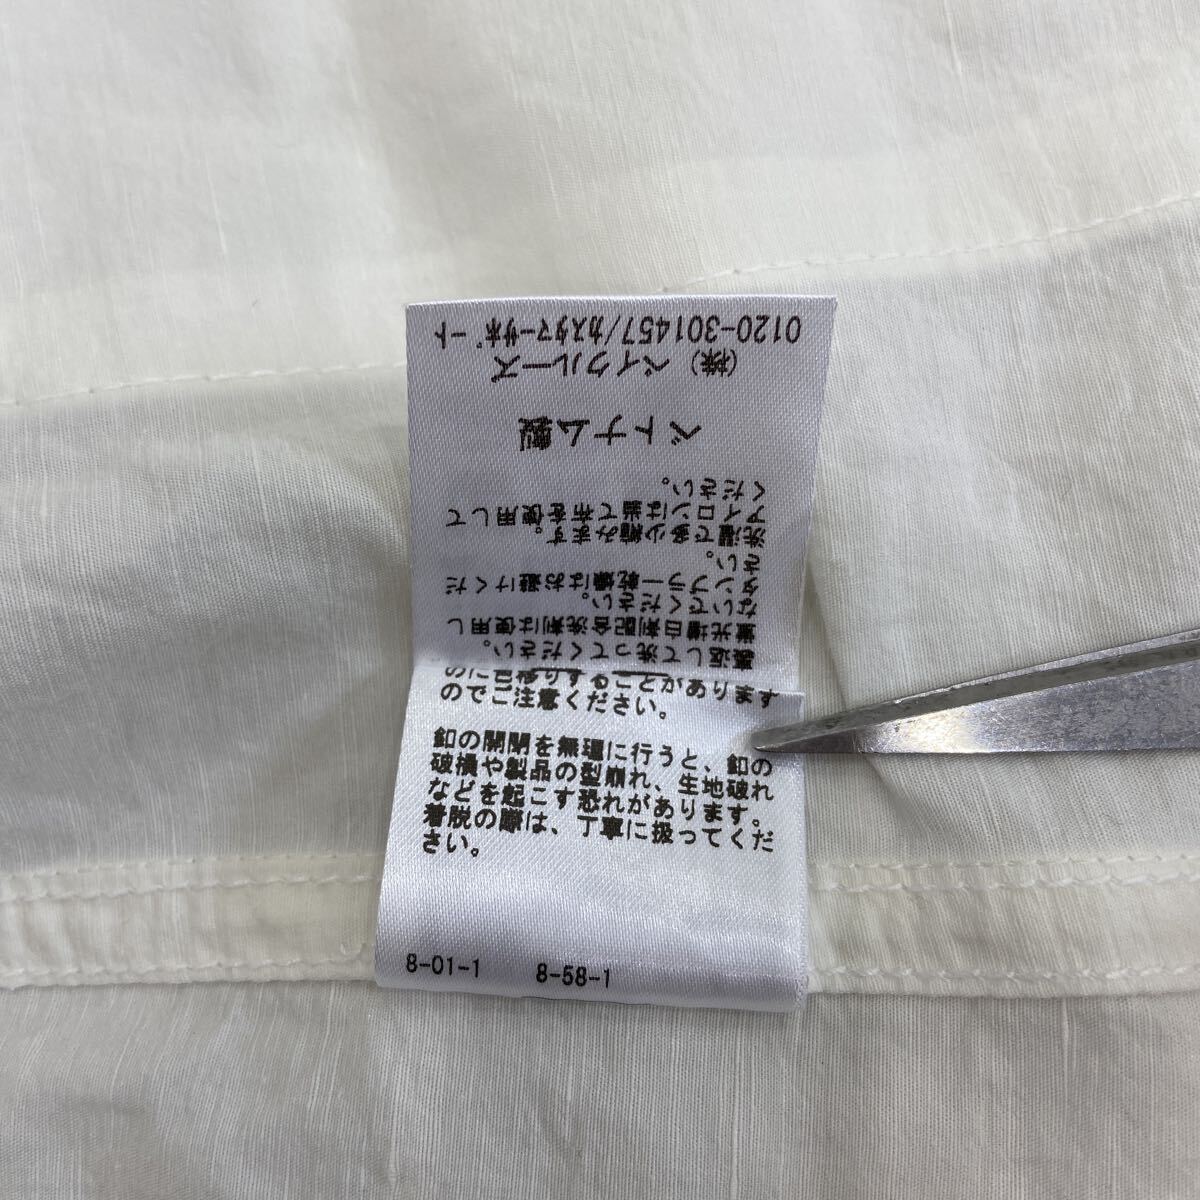 裏返して洗ってください。
蛍光増白剤配合洗剤は使用し
ないでください。
タンブラー乾燥はお避けくだ
さい。
洗濯で多少縮みます。
アイロンは当て布を使用して
ください。
ベトナム製
(株)ベイクルーズ
0120-301457/カスタマーサポート
のに色移りすることがあります
のでご注意ください。
釦の開閉を無理に行うと、釦の
破損や製品の型崩れ、生地破れ
などを起こす恐れがあります。
着脱の際は、丁寧に扱ってくだ
さい。
8-01-1 8-58-1